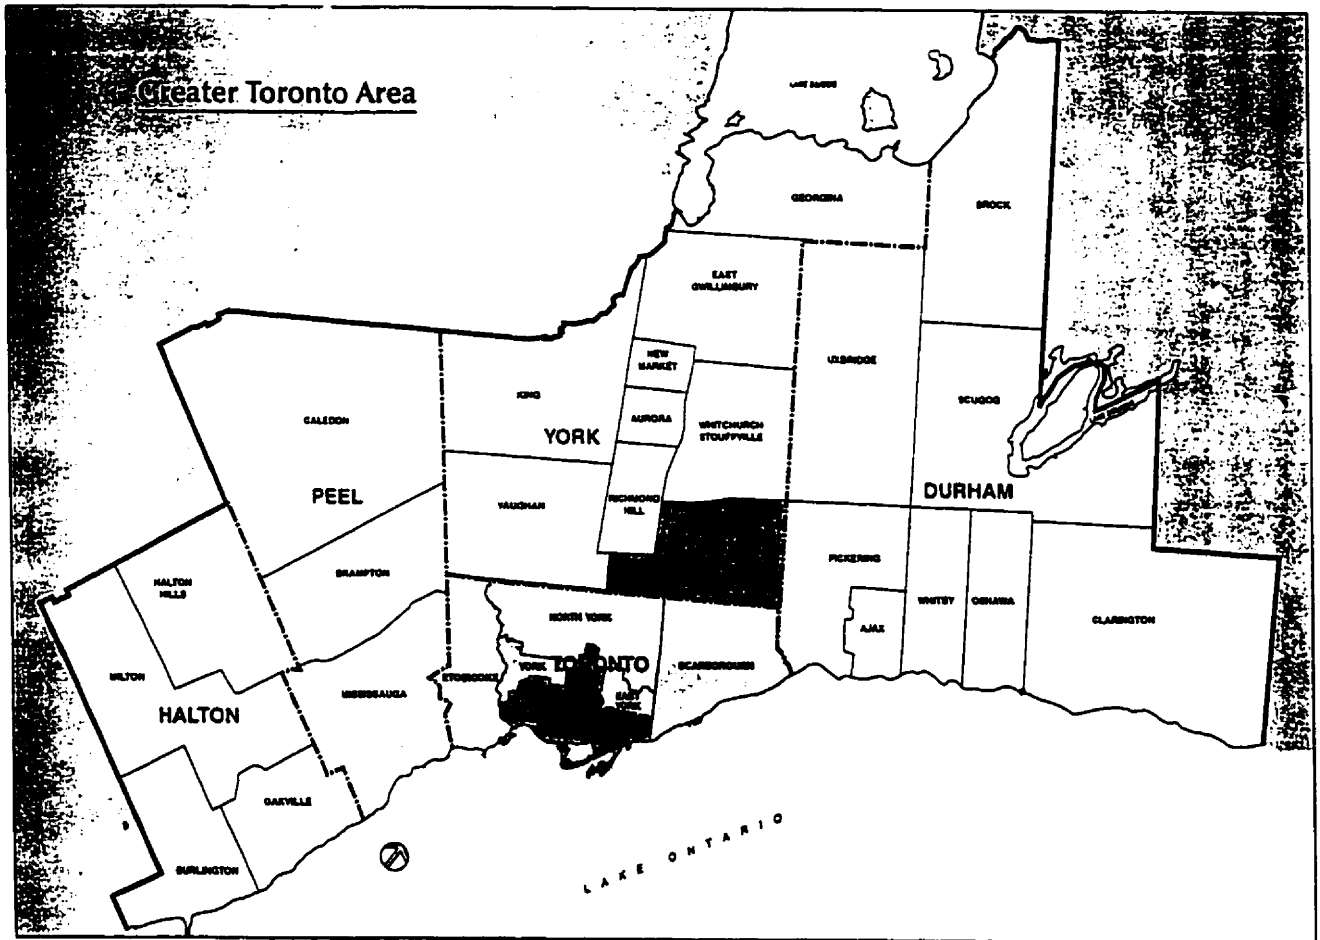 Greater Toronto Area
GEORGINA
BROCK
EAST
GWILLIMBURY
NEW
MARKET
UXBRIDGE
KING
AURORA
WHITCHURCH
STOUFFVILLE
SCUGOG
CALEDON
YORK
PEEL
DURHAM
VAUGHAN
RICHMOND
HILL
PICKERING
BRAMPTON
HALTON
HILLS
WHITBY
OSHAWA
CLARINGTON
NORTH YORK
AJAX
YORK
TORONTO
SCARBOROUGH
MILTON
ETOBICOKE
MISSISSAUGA
EAST
YORK
HALTON
OAKVILLE
BURLINGTON
LAKE ONTARIO